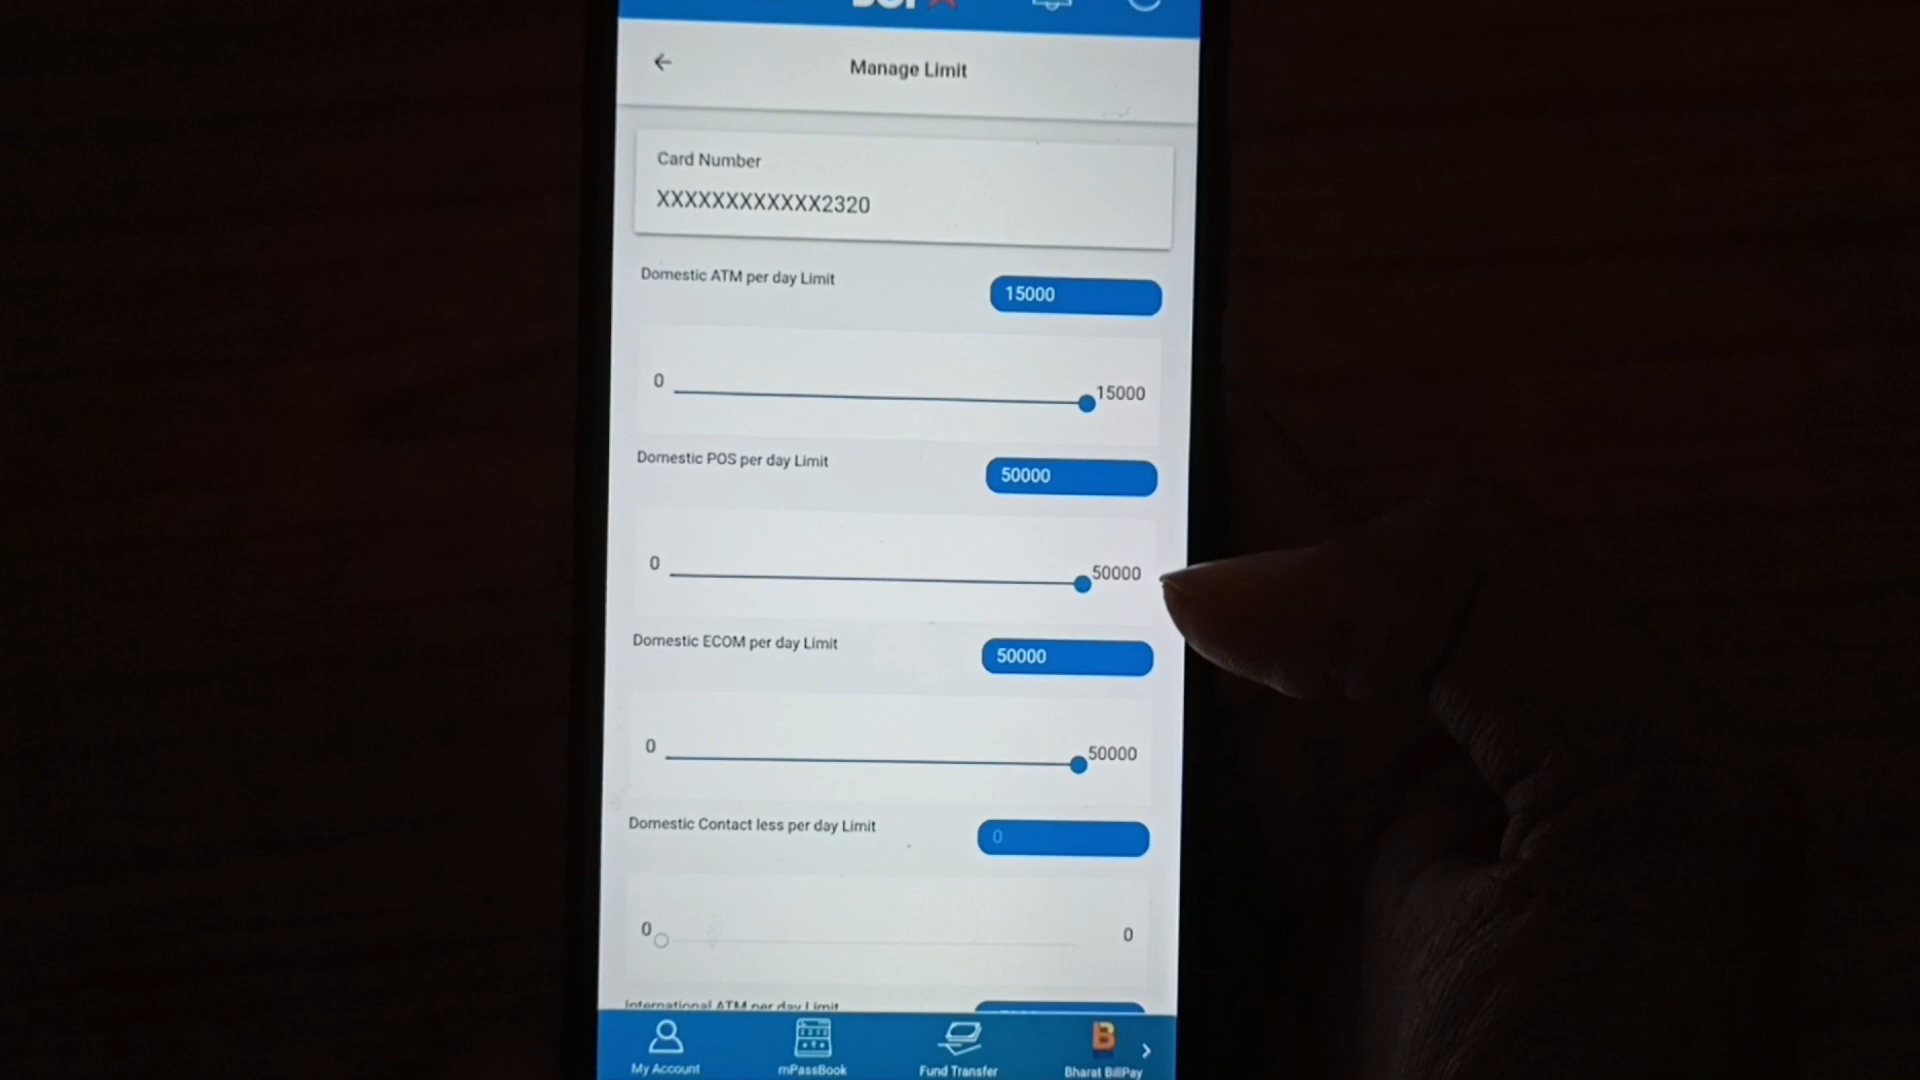 BOI
Manage Limit
Card Number
XXXXXXXXXXXX2320
Domestic ATM per day Limit
15000
0
15000
Domestic POS per day Limit
50000
0
50000
Domestic ECOM per day Limit
50000
0
50000
Domestic Contact less per day Limit
0
0
0
International ATM per day Limit
My Account
mPassBook
Fund Transfer
Bharat BillPay